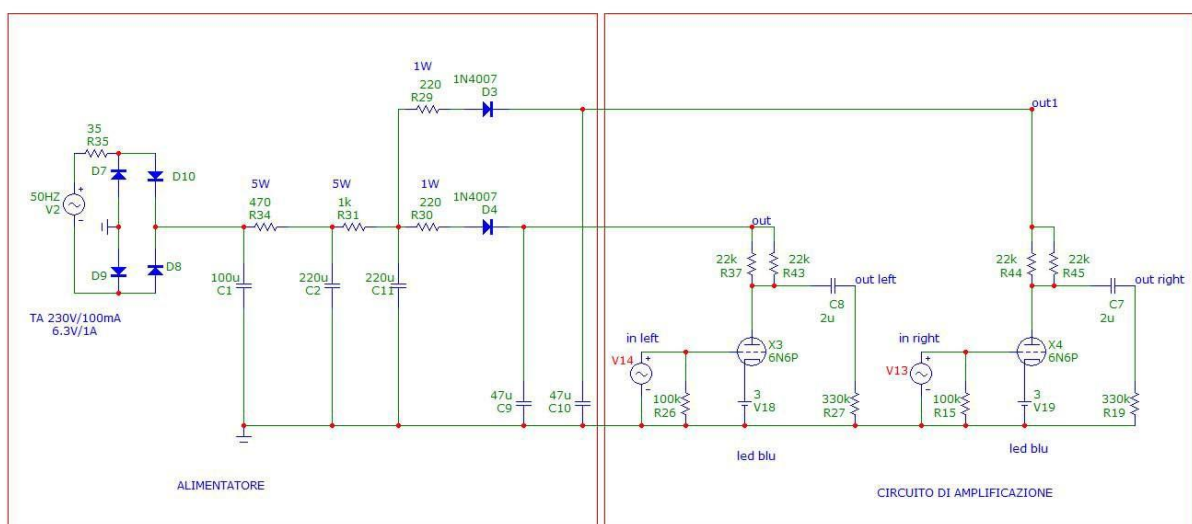 1W
220
R29
1N4007
D3
out1
35
R35
D7
D10
50HZ
V2
5W
470
R34
5W
1k
R31
1W
220
R30
1N4007
D4
out
D9
D8
100u
C1
220u
C2
220u
C11
TA 230V/100mA
6.3V/1A
47u
C9
47u
C10
22k
R37
22k
R43
out left
C8
2u
in left
V14
X3
6N6P
100k
R26
3
V18
330k
R27
led blu
22k
R44
22k
R45
out right
C7
2u
in right
V13
X4
6N6P
100k
R15
3
V19
330k
R19
led blu
ALIMENTATORE
CIRCUITO DI AMPLIFICAZIONE